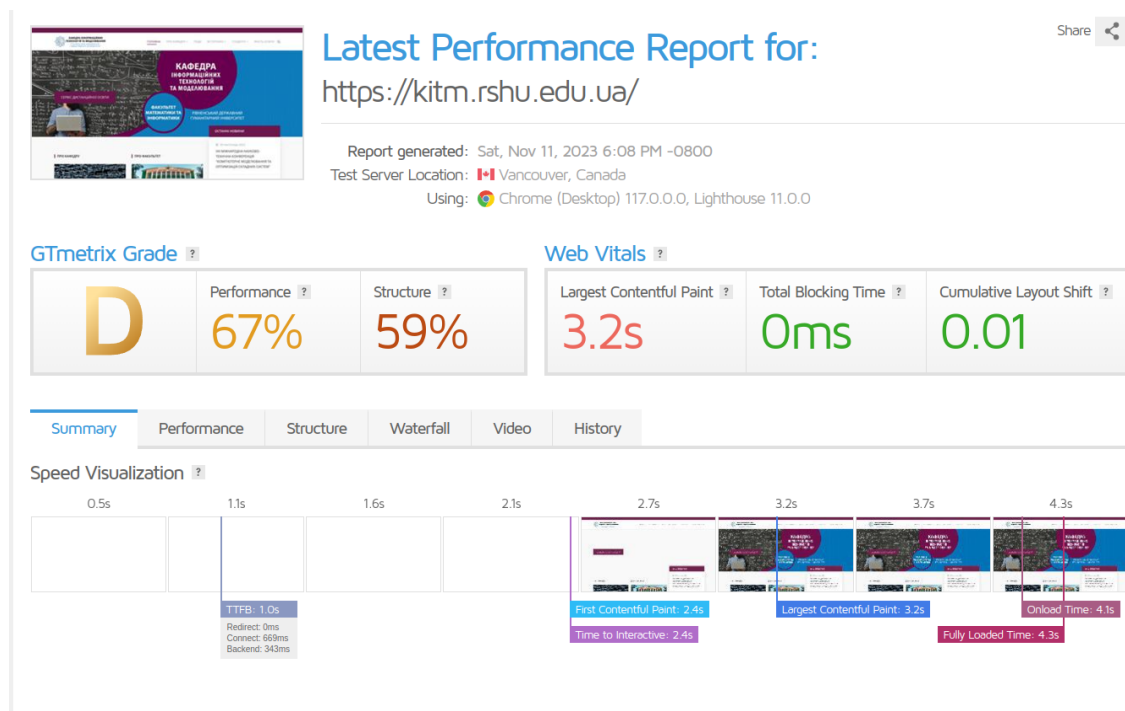 Share
Latest Performance Report for:
https://kitm.rshu.edu.ua/
Report generated: Sat, Nov 11, 2023 6:08 PM -0800
Test Server Location: Vancouver, Canada
Using: Chrome (Desktop) 117.0.0.0, Lighthouse 11.0.0
КАФЕДРА
ІНФОРМАЦІЙНИХ
ТЕХНОЛОГІЙ
ТА МОДЕЛЮВАННЯ
ФАКУЛЬТЕТ
МАТЕМАТИКИ ТА
ІНФОРМАТИКИ
GTmetrix Grade ?
Web Vitals ?
D
Performance ?
67%
Structure ?
59%
Largest Contentful Paint ?
3.2s
Total Blocking Time ?
0ms
Cumulative Layout Shift ?
0.01
Summary Performance Structure Waterfall Video History
Speed Visualization ?
0.5s 1.1s 1.6s 2.1s 2.7s 3.2s 3.7s 4.3s
TTFB: 1.0s
Redirect: 0ms
Connect: 669ms
Backend: 343ms
First Contentful Paint: 2.4s
Largest Contentful Paint: 3.2s
Onload Time: 4.1s
Time to Interactive: 2.4s
Fully Loaded Time: 4.3s